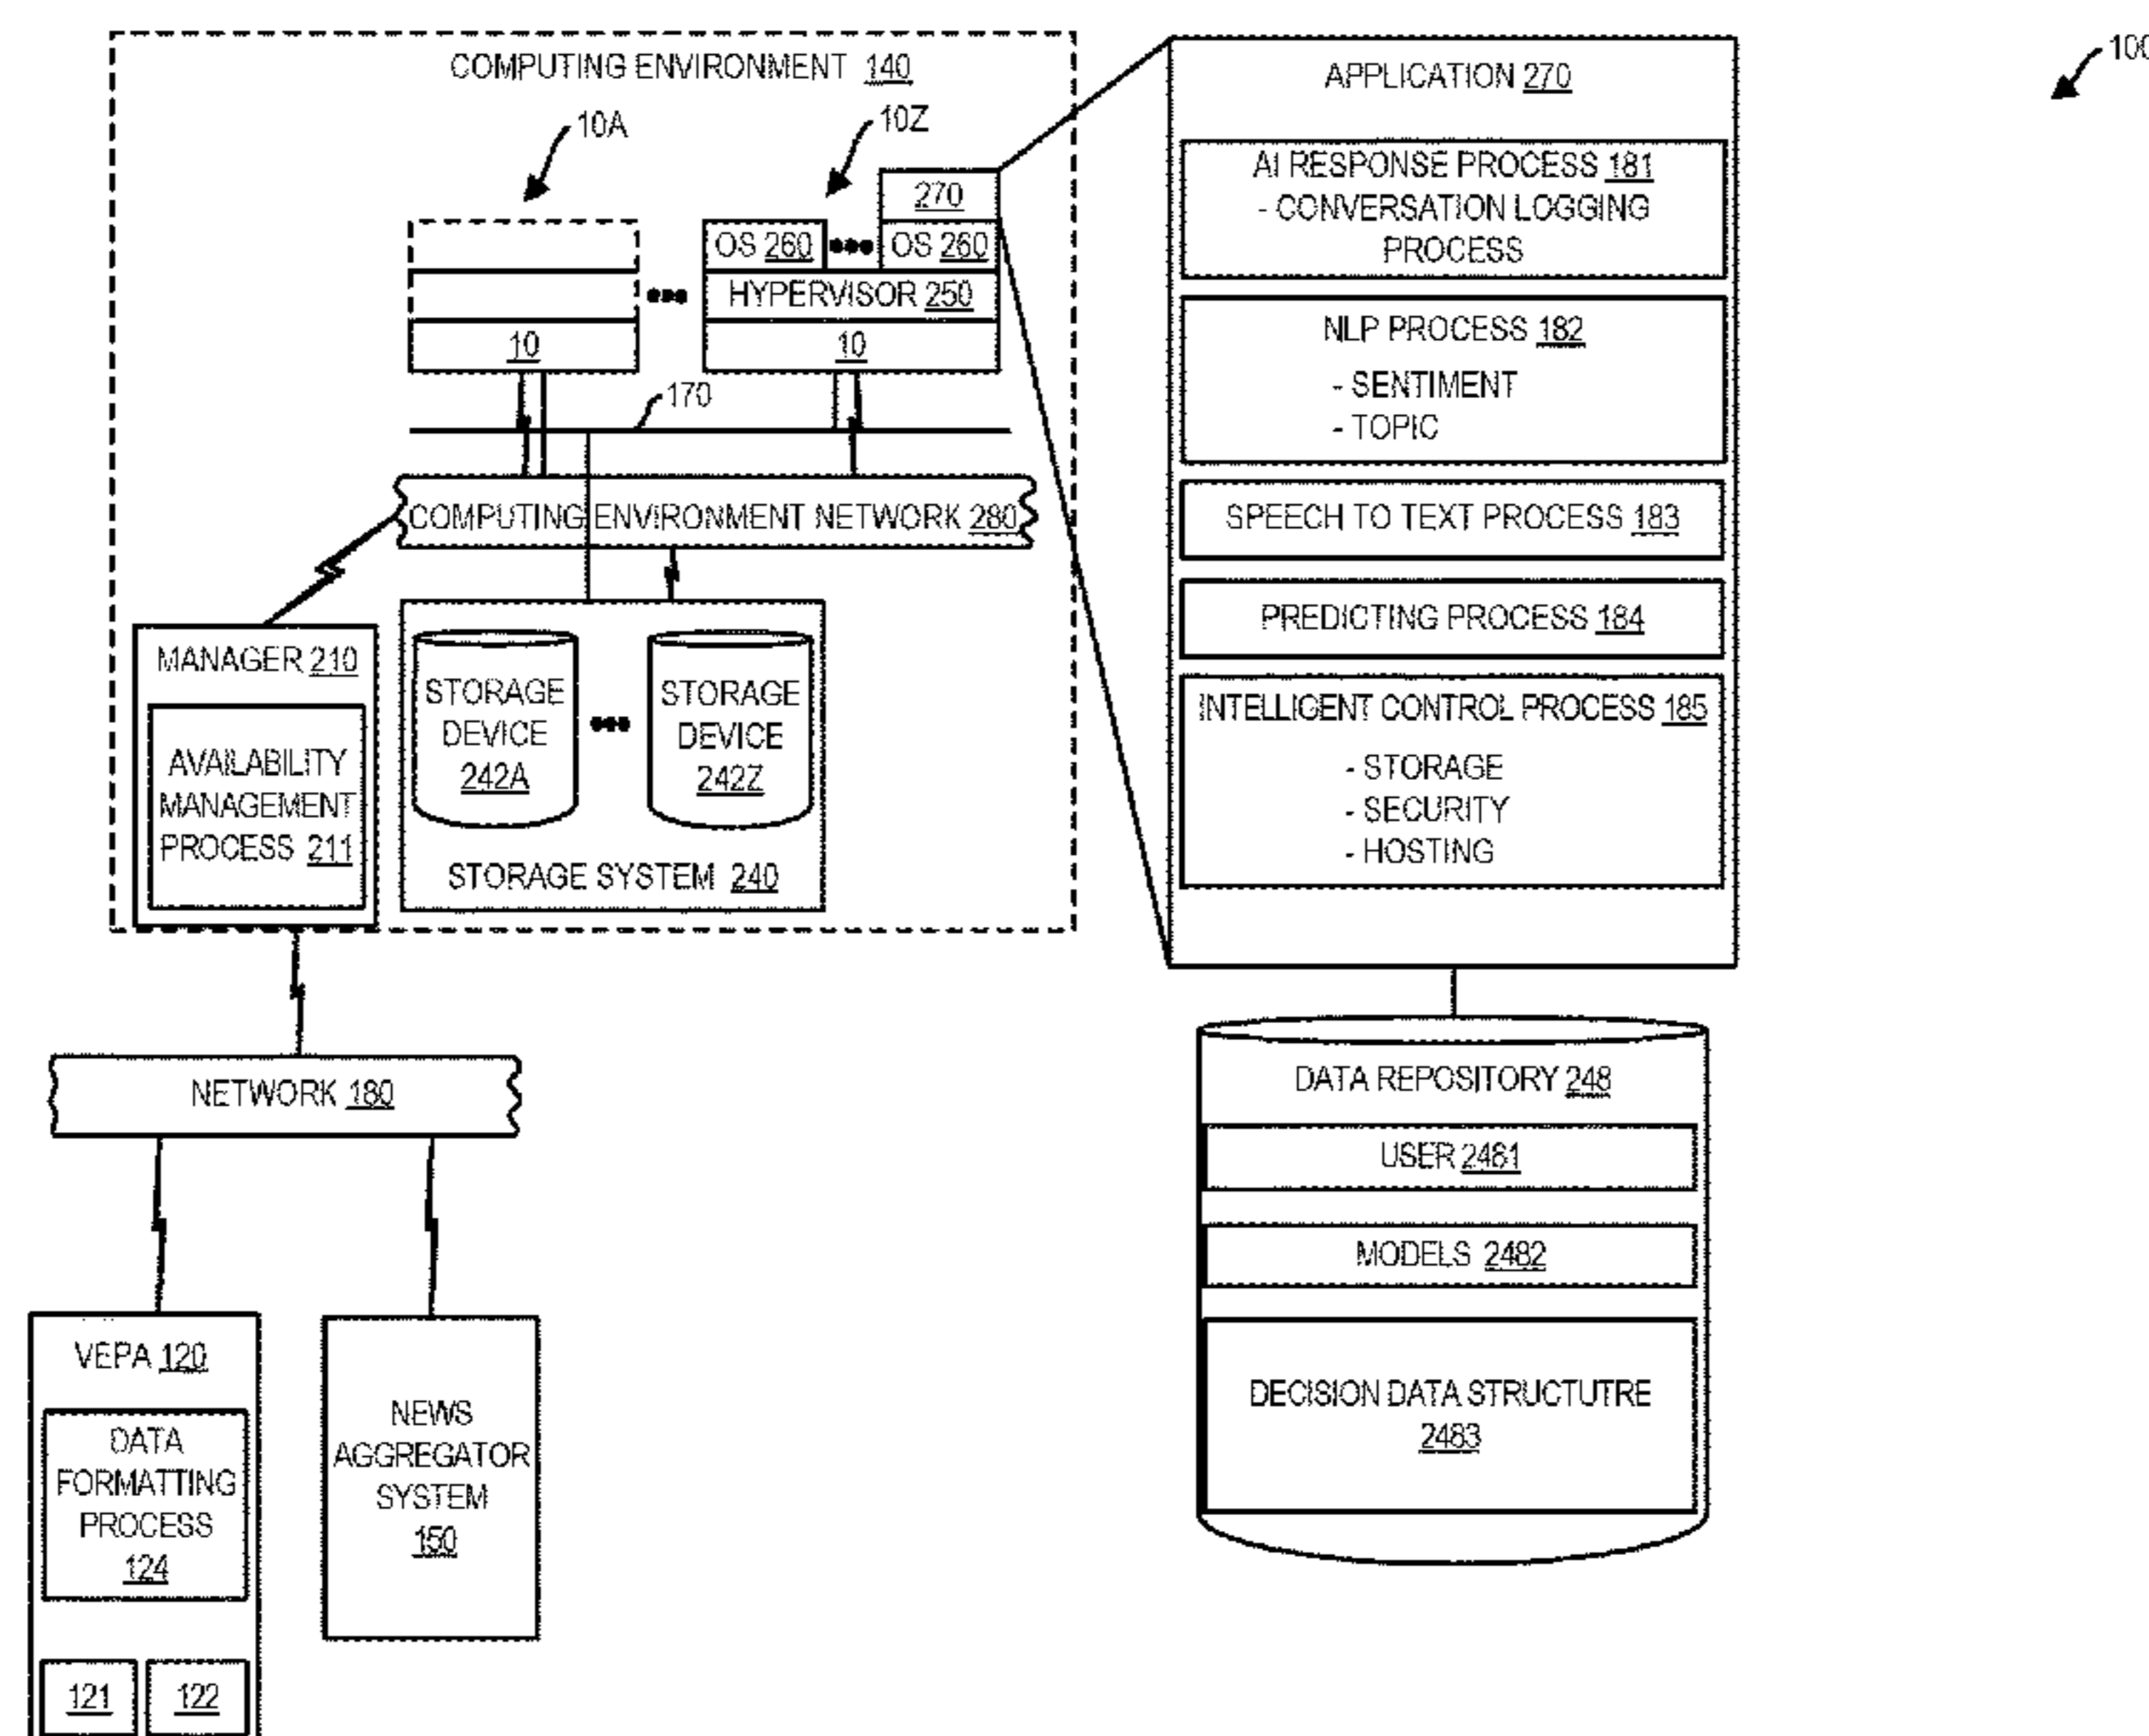 COMPUTING ENVIRONMENT 140
10A
10Z
270
OS 260
OS 260
HYPERVISOR 250
10
10
170
COMPUTING ENVIRONMENT NETWORK 280
MANAGER 210
AVAILABILITY
MANAGEMENT
PROCESS 211
STORAGE
DEVICE
242A
STORAGE
DEVICE
242Z
STORAGE SYSTEM 240
NETWORK 180
VEPA 120
DATA
FORMATTING
PROCESS
124
121
122
NEWS
AGGREGATOR
SYSTEM
150
APPLICATION 270
AI RESPONSE PROCESS 181
- CONVERSATION LOGGING
PROCESS
NLP PROCESS 182
- SENTIMENT
- TOPIC
SPEECH TO TEXT PROCESS 183
PREDICTING PROCESS 184
INTELLIGENT CONTROL PROCESS 185
- STORAGE
- SECURITY
- HOSTING
DATA REPOSITORY 248
USER 2481
MODELS 2482
DECISION DATA STRUCTUTRE
2483
100